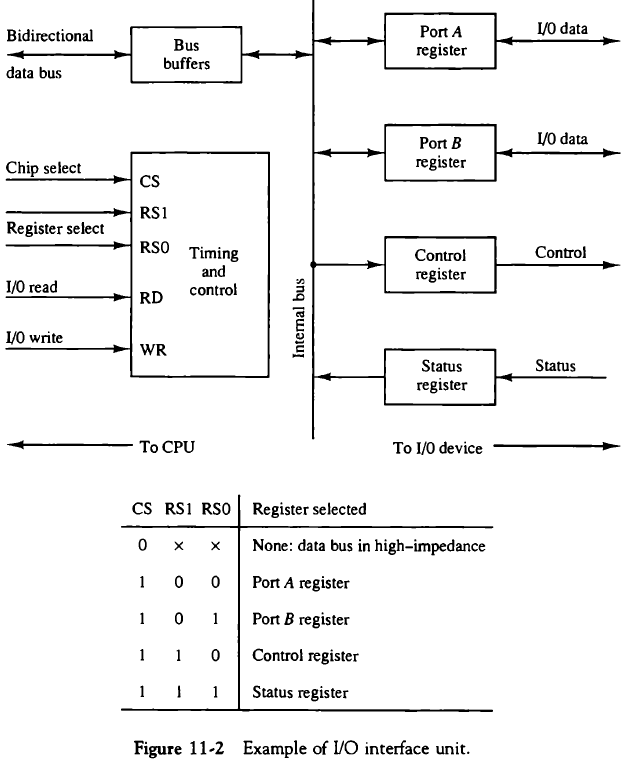 Bidirectional
data bus
Bus
buffers
Port A
register
I/O data
Port B
register
I/O data
Chip select
CS
RS1
Register select
RS0
Timing
and
control
I/O read
RD
I/O write
WR
Internal bus
Control
register
Control
Status
register
Status
To CPU
To I/O device
CS RS1 RS0 Register selected
0 × × None: data bus in high-impedance
1 0 0 Port A register
1 0 1 Port B register
1 1 0 Control register
1 1 1 Status register
Figure 11-2 Example of I/O interface unit.